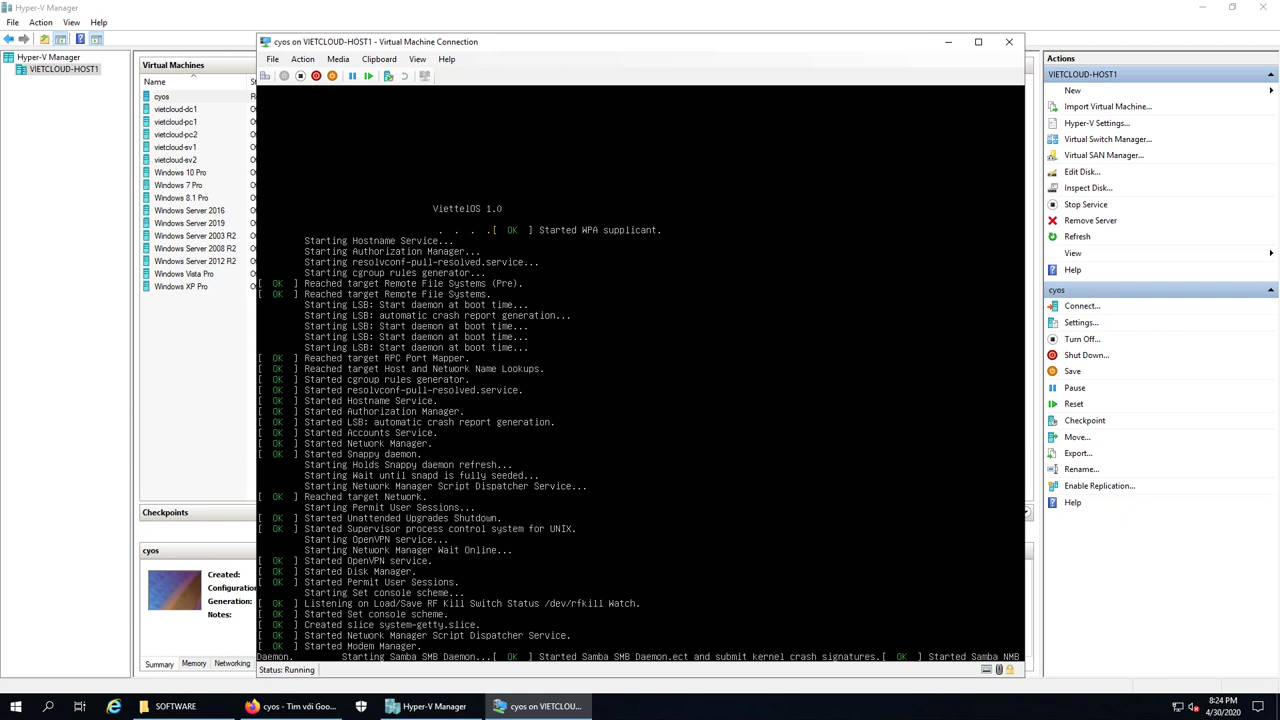 Hyper-V Manager
File Action View Help
Hyper-V Manager
VIETCLOUD-HOST1
Virtual Machines
Name
cyos
vietcloud-dc1
vietcloud-pc1
vietcloud-pc2
vietcloud-sv1
vietcloud-sv2
Windows 10 Pro
Windows 7 Pro
Windows 8.1 Pro
Windows Server 2016
Windows Server 2019
Windows Server 2003 R2
Windows Server 2008 R2
Windows Server 2012 R2
Windows Vista Pro
Windows XP Pro
Checkpoints
cyos
Created:
Configuration
Generation:
Notes:
Summary Memory Networking
cyos on VIETCLOUD-HOST1 - Virtual Machine Connection
File Action Media Clipboard View Help
ViettelOS 1.0
. . . .[ OK ] Started WPA supplicant.
Starting Hostname Service...
Starting Authorization Manager...
Starting resolvconf-pull-resolved.service...
Starting cgroup rules generator...
[ OK ] Reached target Remote File Systems (Pre).
[ OK ] Reached target Remote File Systems.
Starting LSB: Start daemon at boot time...
Starting LSB: automatic crash report generation...
Starting LSB: Start daemon at boot time...
Starting LSB: Start daemon at boot time...
Starting LSB: Start daemon at boot time...
[ OK ] Reached target RPC Port Mapper.
[ OK ] Reached target Host and Network Name Lookups.
[ OK ] Started cgroup rules generator.
[ OK ] Started resolvconf-pull-resolved.service.
[ OK ] Started Hostname Service.
[ OK ] Started Authorization Manager.
[ OK ] Started LSB: automatic crash report generation.
[ OK ] Started Accounts Service.
[ OK ] Started Network Manager.
[ OK ] Started Snappy daemon.
Starting Holds Snappy daemon refresh...
Starting Wait until snapd is fully seeded...
Starting Network Manager Script Dispatcher Service...
[ OK ] Reached target Network.
Starting Permit User Sessions...
[ OK ] Started Unattended Upgrades Shutdown.
[ OK ] Started Supervisor process control system for UNIX.
Starting OpenVPN service...
Starting Network Manager Wait Online...
[ OK ] Started OpenVPN service.
[ OK ] Started Disk Manager.
[ OK ] Started Permit User Sessions.
Starting Set console scheme...
[ OK ] Listening on Load/Save RF Kill Switch Status /dev/rfkill Watch.
[ OK ] Started Set console scheme.
[ OK ] Created slice system-getty.slice.
[ OK ] Started Network Manager Script Dispatcher Service.
[ OK ] Started Modem Manager.
Daemon. Starting Samba SMB Daemon...[ OK ] Started Samba SMB Daemon.ect and submit kernel crash signatures.[ OK ] Started Samba NMB
Status: Running
Actions
VIETCLOUD-HOST1
New
Import Virtual Machine...
Hyper-V Settings...
Virtual Switch Manager...
Virtual SAN Manager...
Edit Disk...
Inspect Disk...
Stop Service
Remove Server
Refresh
View
Help
cyos
Connect...
Settings...
Turn Off...
Shut Down...
Save
Pause
Reset
Checkpoint
Move...
Export...
Rename...
Enable Replication...
Help
SOFTWARE
cyos - Tìm với Goo...
Hyper-V Manager
cyos on VIETCLOU...
8:24 PM
4/30/2020